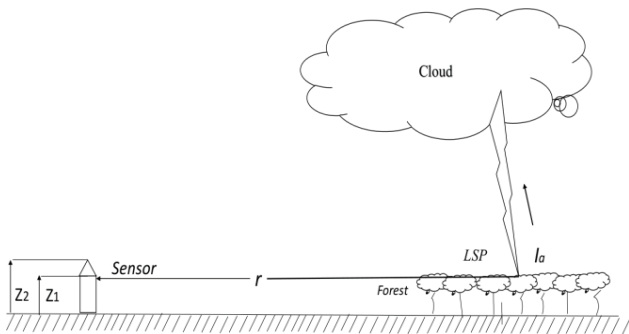 Cloud
LSP
Iₐ
Sensor
r
Z₂
Z₁
Forest